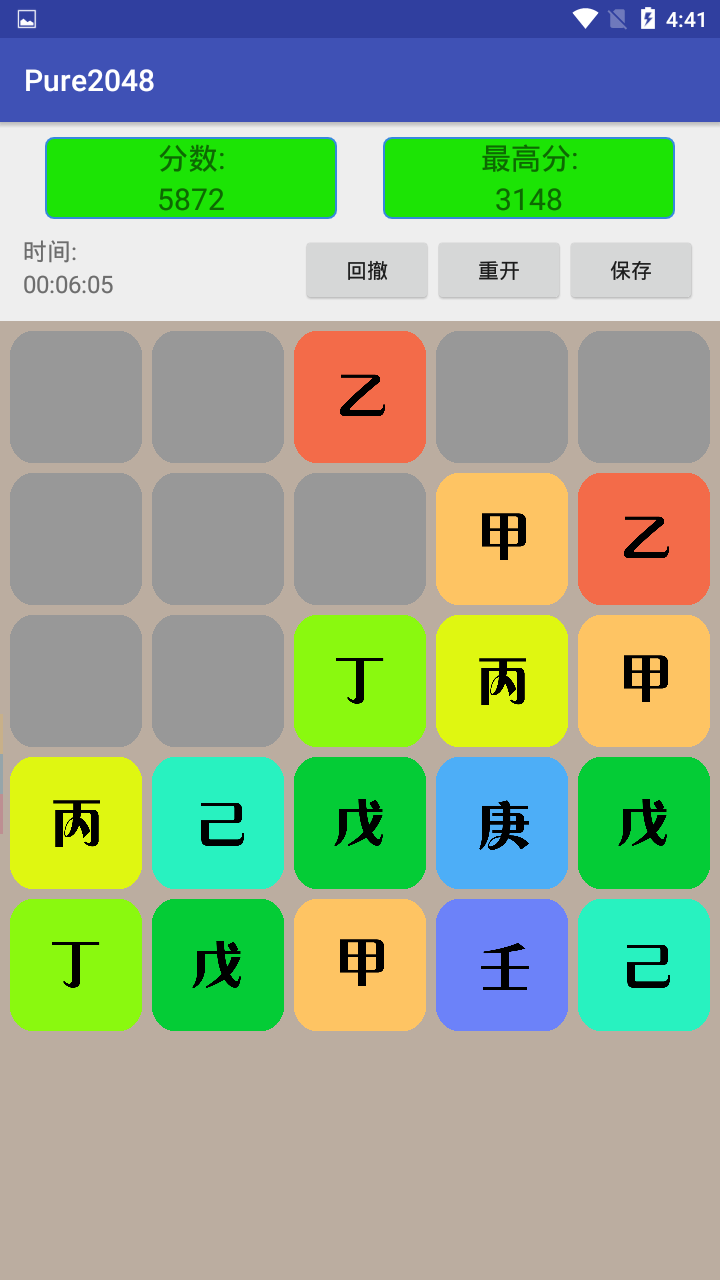 4:41
Pure2048
分数:
5872
最高分:
3148
时间:
00:06:05
回撤 重开 保存
乙
甲 乙
丁 丙 甲
丙 己 戊 庚 戊
丁 戊 甲 壬 己